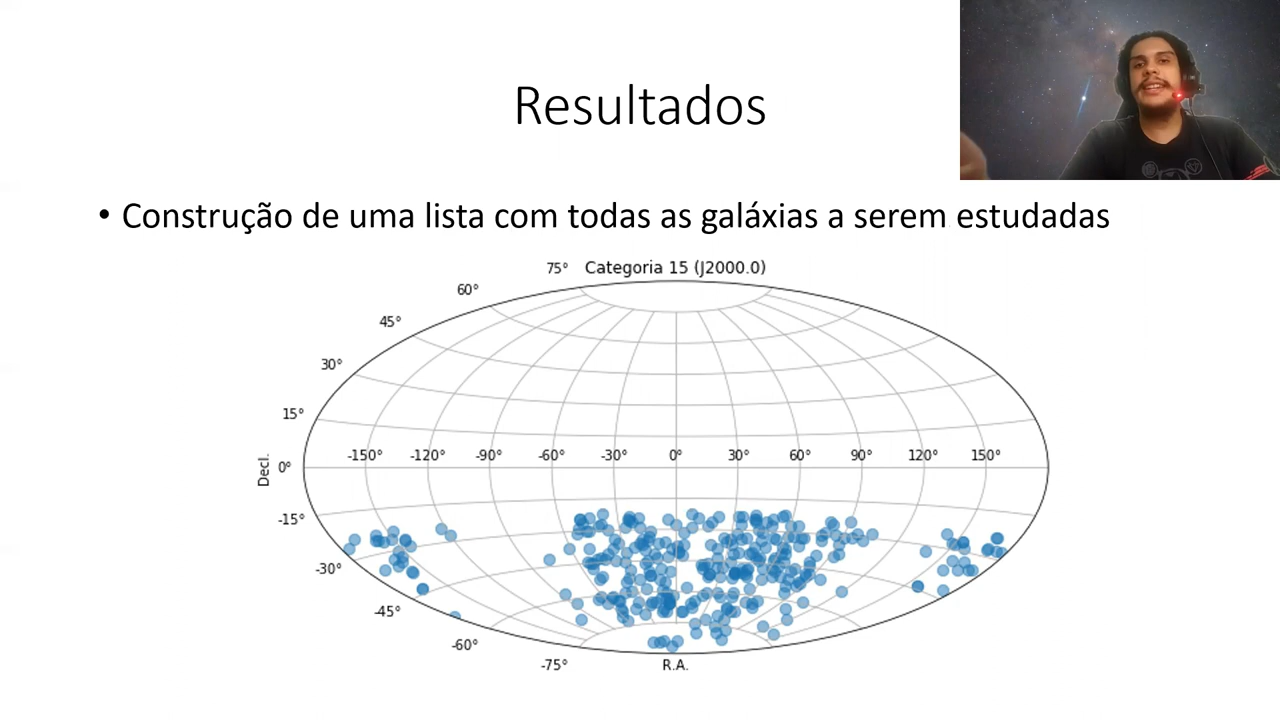 Resultados
• Construção de uma lista com todas as galáxias a serem estudadas
75° Categoria 15 (J2000.0)
60°
45°
30°
15°
-150° -120° -90° -60° -30° 0° 30° 60° 90° 120° 150°
Decl. 0°
-15°
-30°
-45°
-60°
-75° R.A.